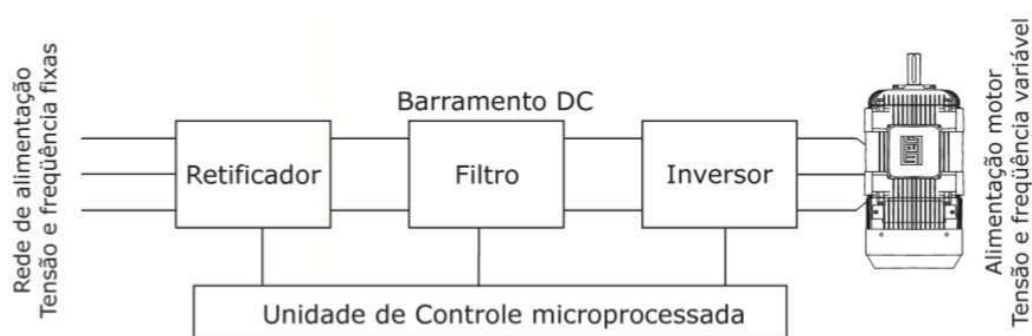 Rede de alimentação
Tensão e freqüência fixas
Barramento DC
Retificador
Filtro
Inversor
Unidade de Controle microprocessada
Alimentação motor
Tensão e freqüência variável